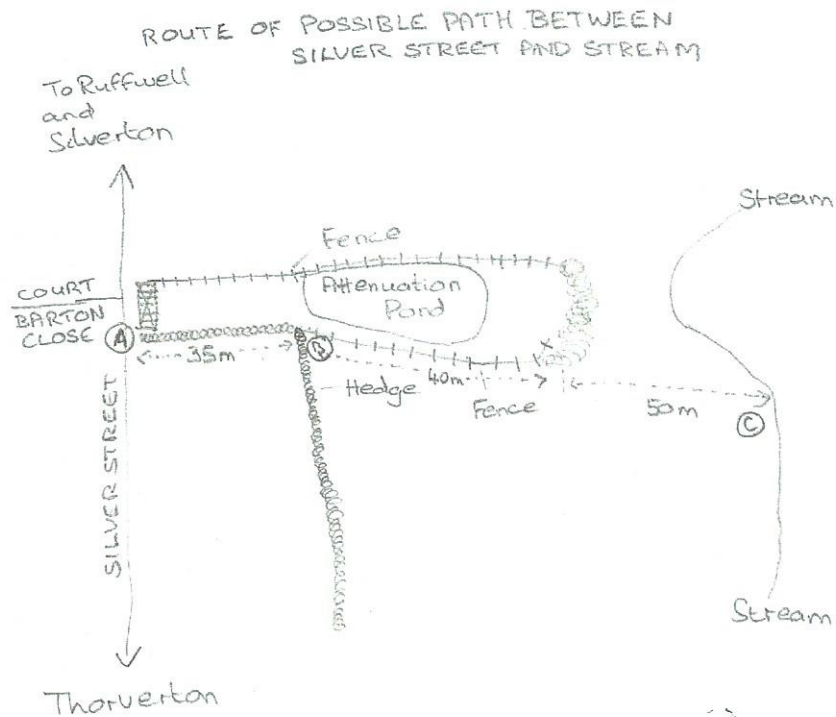 ROUTE OF POSSIBLE PATH BETWEEN
SILVER STREET AND STREAM
To Ruffwell
and
Silverton
Stream
Fence
Attenuation
Pond
COURT
BARTON
CLOSE
A
35m
B
40m
Hedge
Fence
50m
C
SILVER STREET
Stream
Thorverton